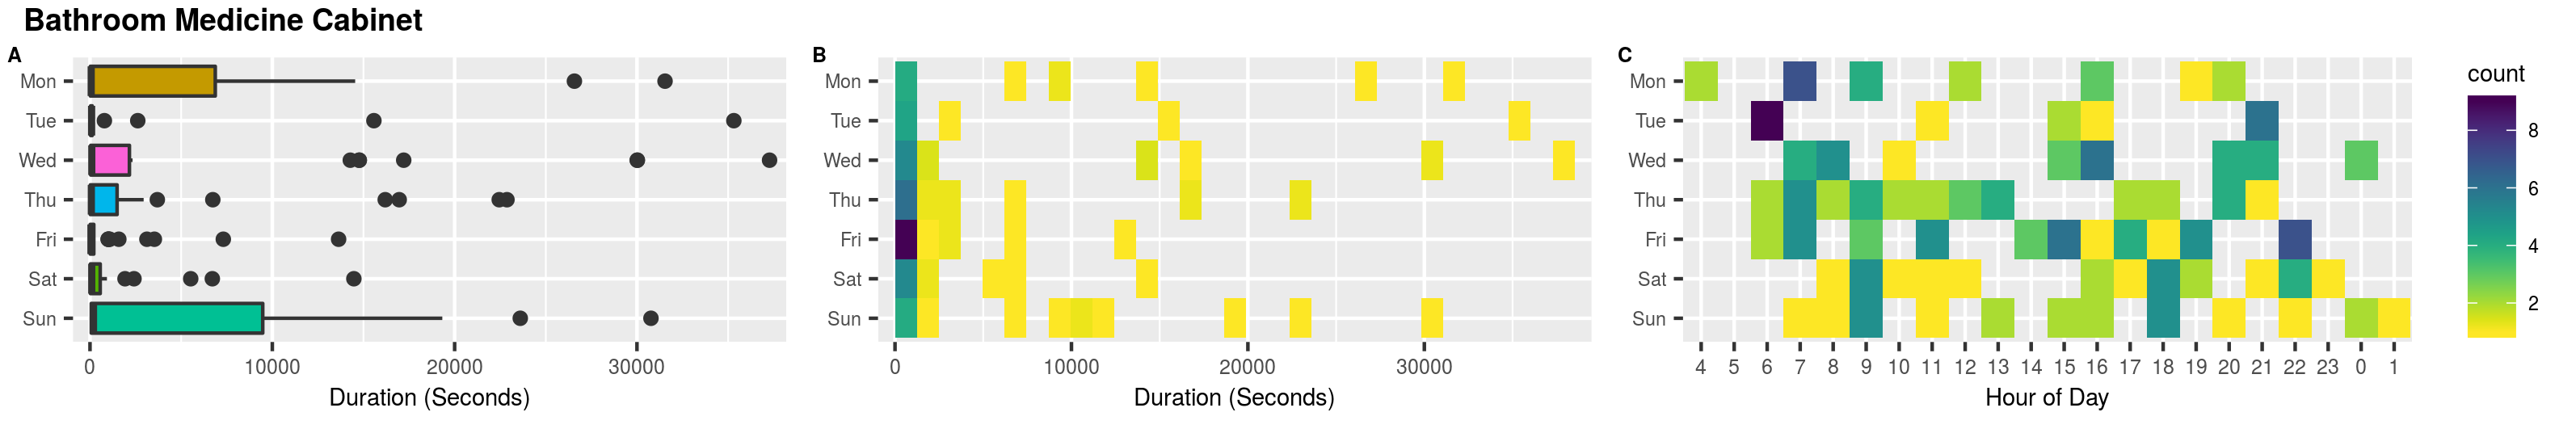 Bathroom Medicine Cabinet
A
Mon
Tue
Wed
Thu
Fri
Sat
Sun
0 10000 20000 30000
Duration (Seconds)
B
Mon
Tue
Wed
Thu
Fri
Sat
Sun
0 10000 20000 30000
Duration (Seconds)
C
Mon
Tue
Wed
Thu
Fri
Sat
Sun
4 5 6 7 8 9 10 11 12 13 14 15 16 17 18 19 20 21 22 23 0 1
Hour of Day
count
8
6
4
2